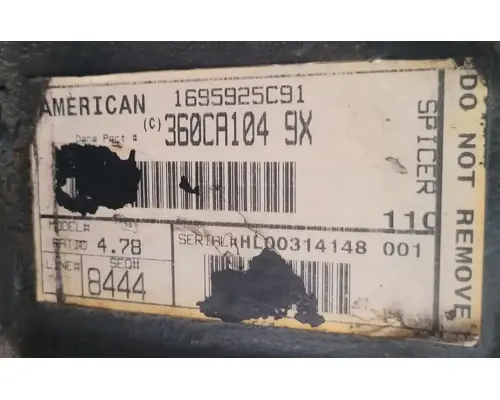 AMERICAN 1695925C91
Dana Part # (C) 360CA104 9X
MODEL#
RATIO 4.78
LINE# SEQ#
8444
SERIAL# HL00314148 001
SPICER
110
DO NOT REMOVE